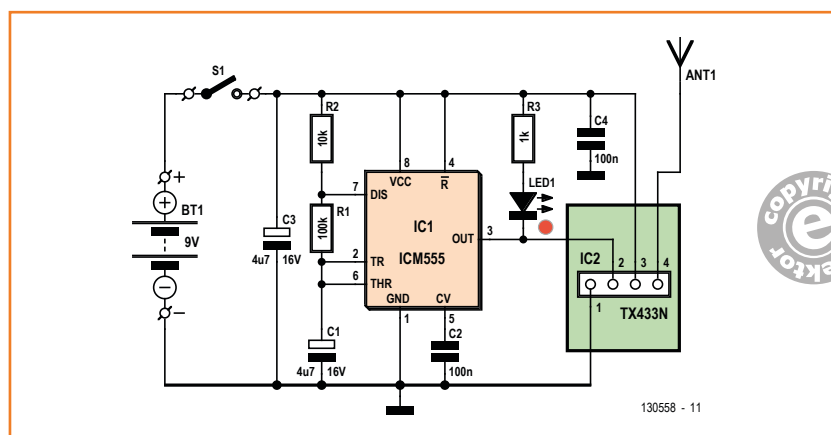 S1
ANT1
R2
10k
R3
1k
C4
100n
+
BT1
9V
–
C3
4u7 16V
R1
100k
7 DIS
8
VCC
4
R
IC1
ICM555
2 TR
6 THR
OUT 3
GND
1
CV
5
LED1
C1
4u7 16V
C2
100n
IC2
2 3 4
1
TX433N
130558 - 11
copyri
e
ektor